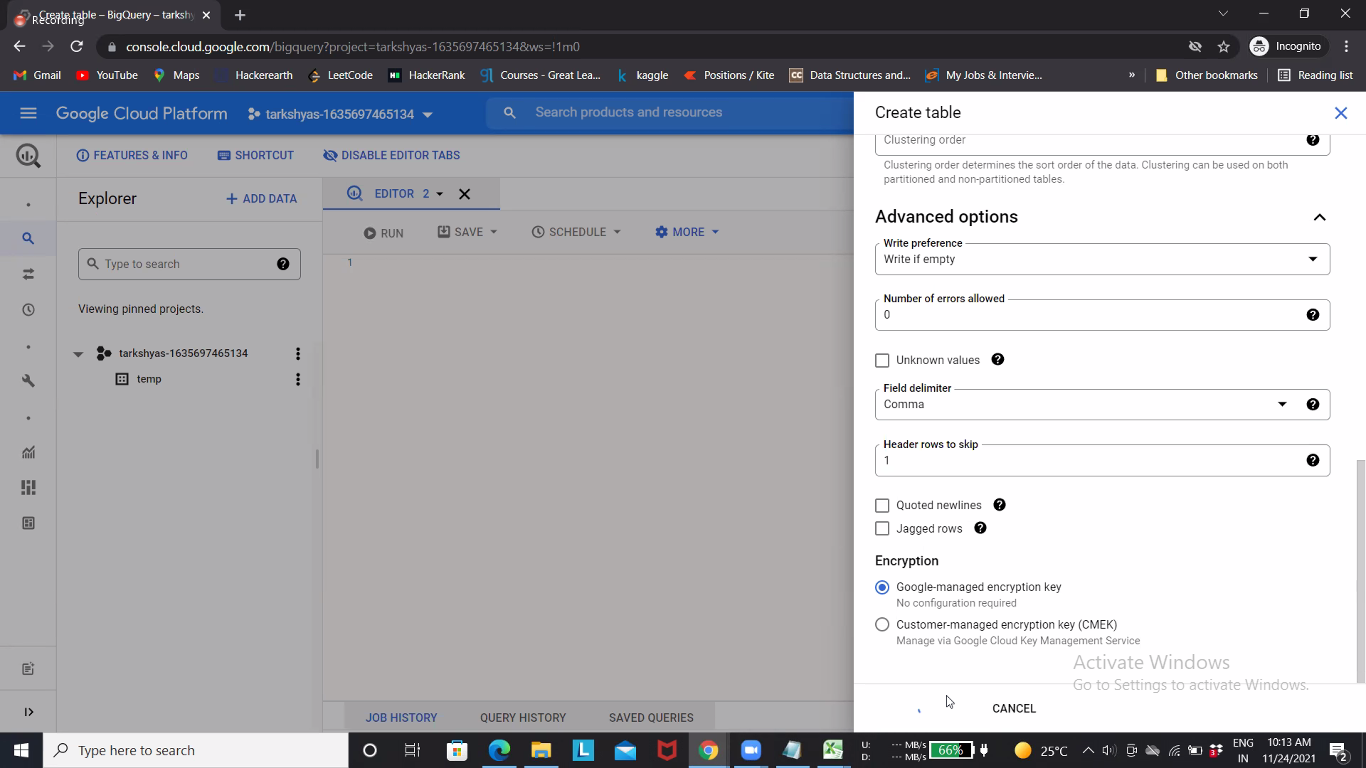 Create table – BigQuery – tarkshy
Recording
console.cloud.google.com/bigquery?project=tarkshyas-1635697465134&ws=!1m0
Incognito
Gmail
YouTube
Maps
Hackerearth
LeetCode
HackerRank
Courses - Great Lea...
kaggle
Positions / Kite
Data Structures and...
My Jobs & Intervie...
»
Other bookmarks
Reading list
Google Cloud Platform
tarkshyas-1635697465134
Search products and resources
Create table
FEATURES & INFO
SHORTCUT
DISABLE EDITOR TABS
Explorer
+ ADD DATA
EDITOR 2
RUN
SAVE
SCHEDULE
MORE
Type to search
1
Viewing pinned projects.
tarkshyas-1635697465134
temp
JOB HISTORY
QUERY HISTORY
SAVED QUERIES
Clustering order
Clustering order determines the sort order of the data. Clustering can be used on both
partitioned and non-partitioned tables.
Advanced options
Write preference
Write if empty
Number of errors allowed
0
Unknown values
Field delimiter
Comma
Header rows to skip
1
Quoted newlines
Jagged rows
Encryption
Google-managed encryption key
No configuration required
Customer-managed encryption key (CMEK)
Manage via Google Cloud Key Management Service
Activate Windows
Go to Settings to activate Windows.
CANCEL
Type here to search
U: --- MB/s
D: --- MB/s
66%
25°C
ENG
IN
10:13 AM
11/24/2021
2